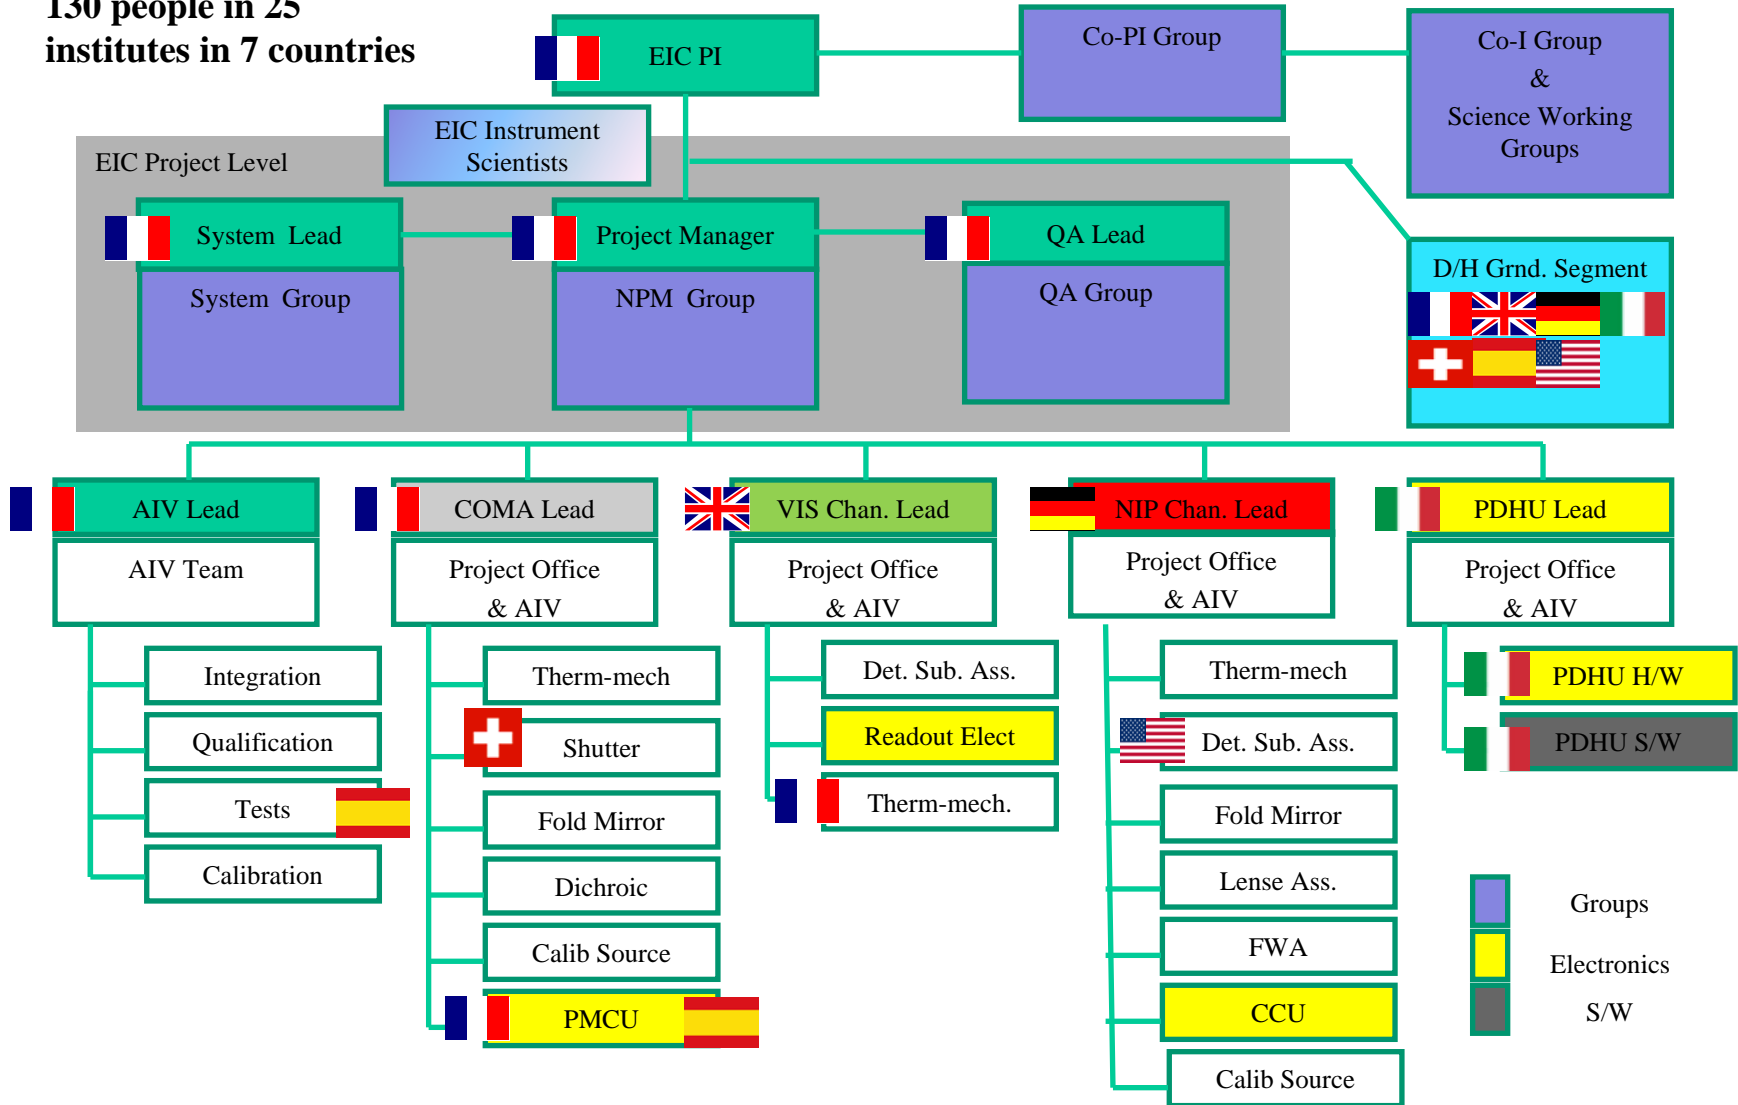 130 people in 25
institutes in 7 countries
EIC PI
Co-PI Group
Co-I Group
&
Science Working
Groups
EIC Instrument
Scientists
EIC Project Level
System Lead
Project Manager
QA Lead
System Group
NPM Group
QA Group
D/H Grnd. Segment
AIV Lead
COMA Lead
VIS Chan. Lead
NIP Chan. Lead
PDHU Lead
AIV Team
Project Office
& AIV
Project Office
& AIV
Project Office
& AIV
Project Office
& AIV
Integration
Qualification
Tests
Calibration
Therm-mech
Shutter
Fold Mirror
Dichroic
Calib Source
PMCU
Det. Sub. Ass.
Readout Elect
Therm-mech.
Therm-mech
Det. Sub. Ass.
Fold Mirror
Lense Ass.
FWA
CCU
Calib Source
PDHU H/W
PDHU S/W
Groups
Electronics
S/W